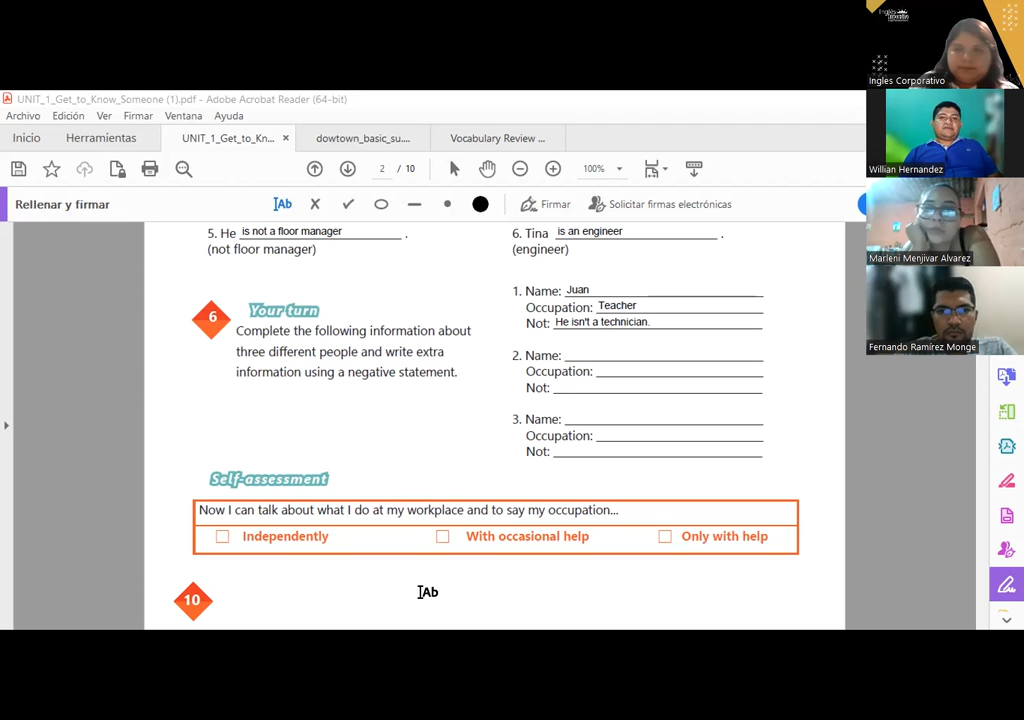 Inglés
Corporativo
Ingles Corporativo
Willian Hernandez
Marleni Menjivar Alvarez
Fernando Ramírez Monge
UNIT_1_Get_to_Know_Someone (1).pdf - Adobe Acrobat Reader (64-bit)
Archivo Edición Ver Firmar Ventana Ayuda
Inicio Herramientas UNIT_1_Get_to_Kn... × dowtown_basic_su... Vocabulary Review ...
2 / 10 100%
Rellenar y firmar Ab Firmar Solicitar firmas electrónicas
5. He is not a floor manager .
(not floor manager)
6. Tina is an engineer .
(engineer)
6 Your turn
Complete the following information about
three different people and write extra
information using a negative statement.
1. Name: Juan
Occupation: Teacher
Not: He isn't a technician.
2. Name:
Occupation:
Not:
3. Name:
Occupation:
Not:
Self-assessment
Now I can talk about what I do at my workplace and to say my occupation...
Independently With occasional help Only with help
10
Ab